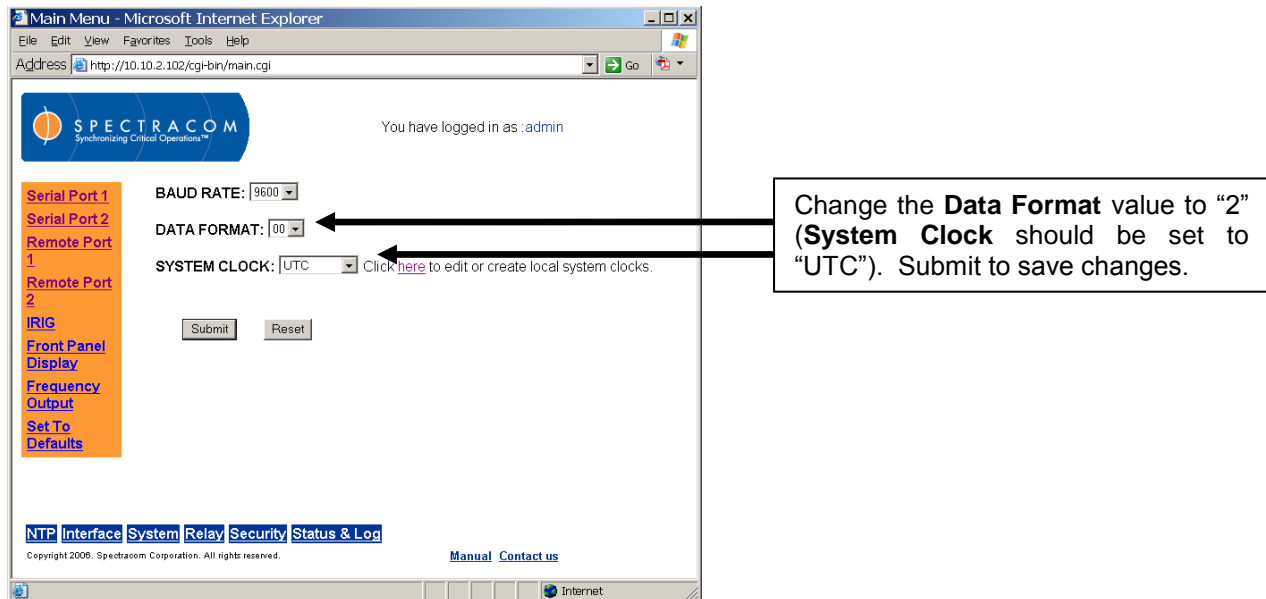 Main Menu - Microsoft Internet Explorer
File Edit View Favorites Tools Help
Address http://10.10.2.102/cgi-bin/main.cgi Go
SPECTRACOM
Synchronizing Critical Operations™
You have logged in as :admin
Serial Port 1
Serial Port 2
Remote Port
1
Remote Port
2
IRIG
Front Panel
Display
Frequency
Output
Set To
Defaults
BAUD RATE: 9600
DATA FORMAT: 00
SYSTEM CLOCK: UTC Click here to edit or create local system clocks.
Submit Reset
Change the Data Format value to “2”
(System Clock should be set to
“UTC”). Submit to save changes.
NTP Interface System Relay Security Status & Log
Copyright 2006. Spectracom Corporation. All rights reserved.
Manual Contact us
Internet